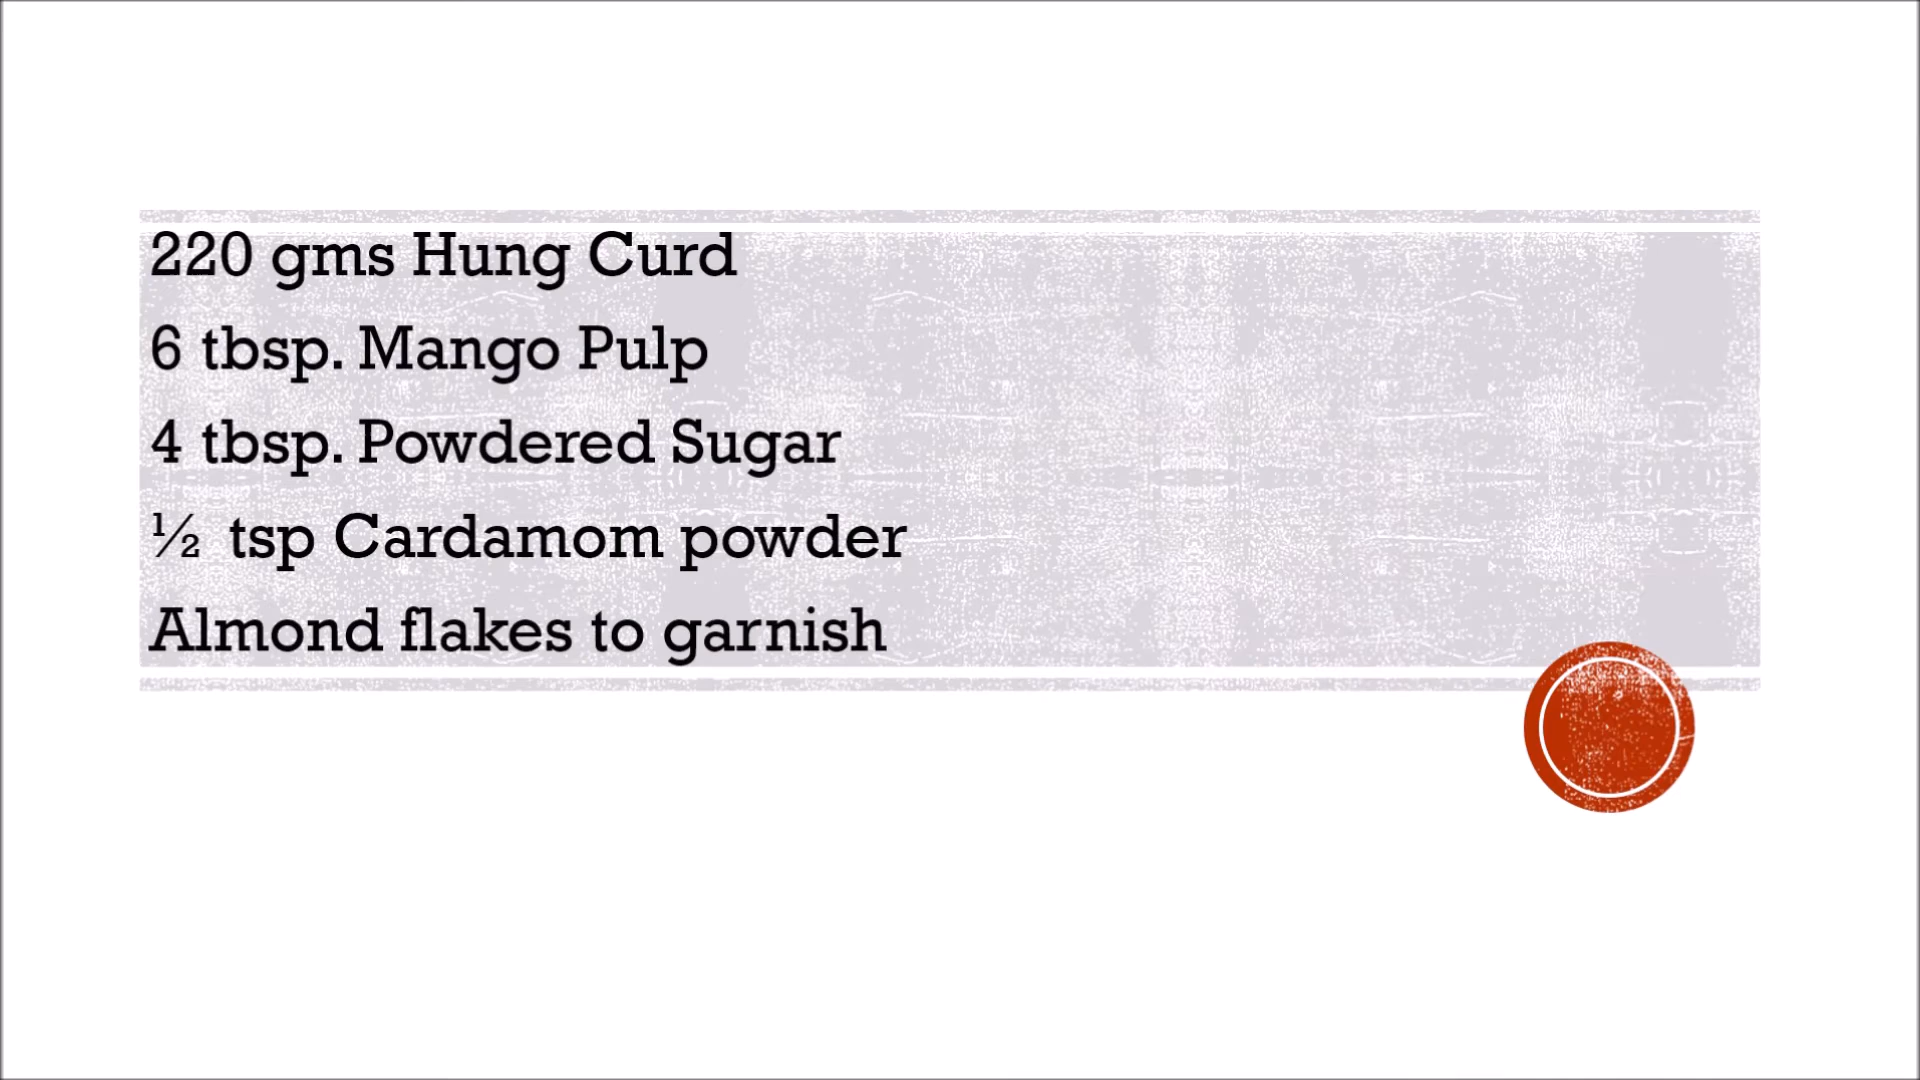 220 gms Hung Curd
6 tbsp. Mango Pulp
4 tbsp. Powdered Sugar
½ tsp Cardamom powder
Almond flakes to garnish